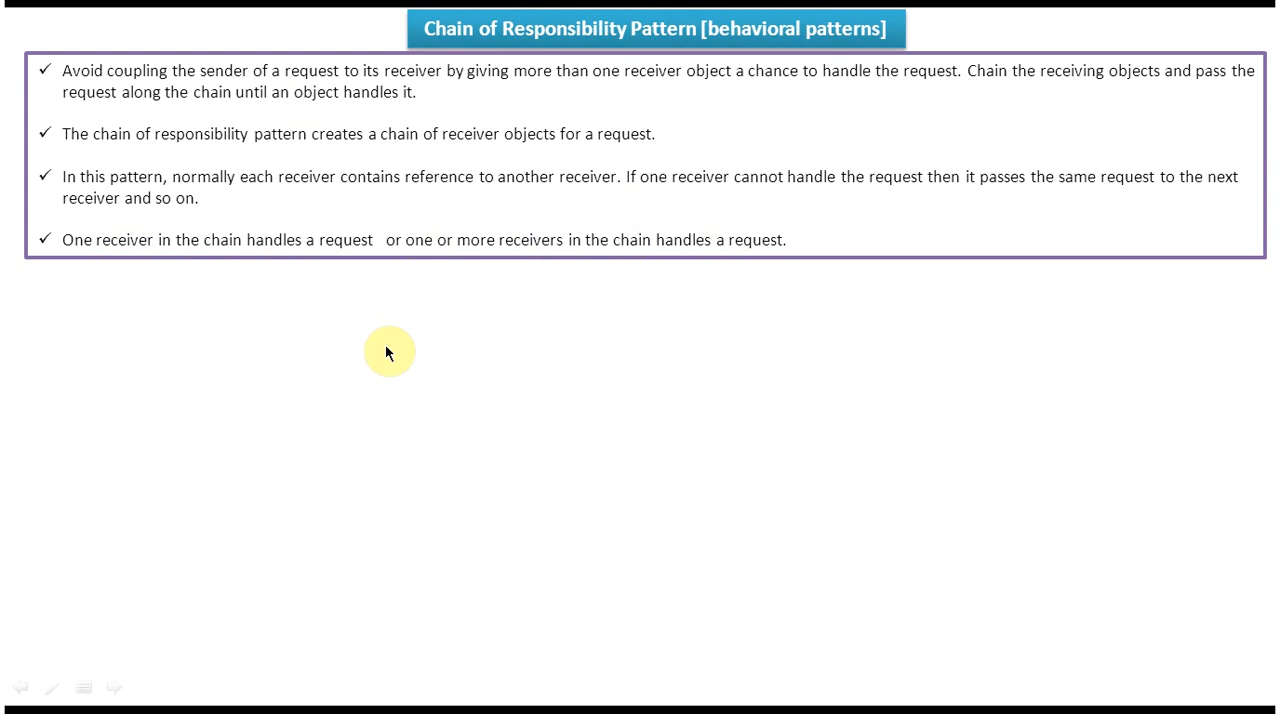 Chain of Responsibility Pattern [behavioral patterns]
✓ Avoid coupling the sender of a request to its receiver by giving more than one receiver object a chance to handle the request. Chain the receiving objects and pass the
request along the chain until an object handles it.
✓ The chain of responsibility pattern creates a chain of receiver objects for a request.
✓ In this pattern, normally each receiver contains reference to another receiver. If one receiver cannot handle the request then it passes the same request to the next
receiver and so on.
✓ One receiver in the chain handles a request or one or more receivers in the chain handles a request.